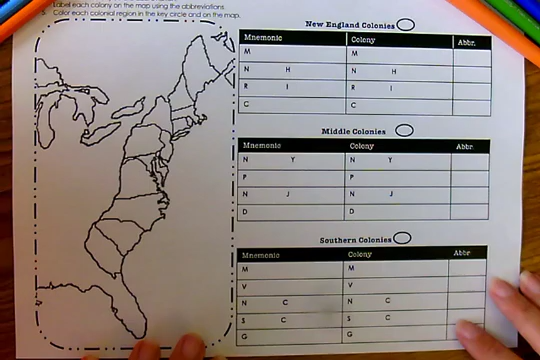 Label each colony on the map using the abbreviations.
Color each colonial region in the key circle and on the map.
New England Colonies
Mnemonic Colony Abbr.
M M
N H N H
R I R I
C C
Middle Colonies
Mnemonic Colony Abbr.
N Y N Y
P P
N J N J
D D
Southern Colonies
Mnemonic Colony Abbr
M M
V V
N C N C
S C S C
G G